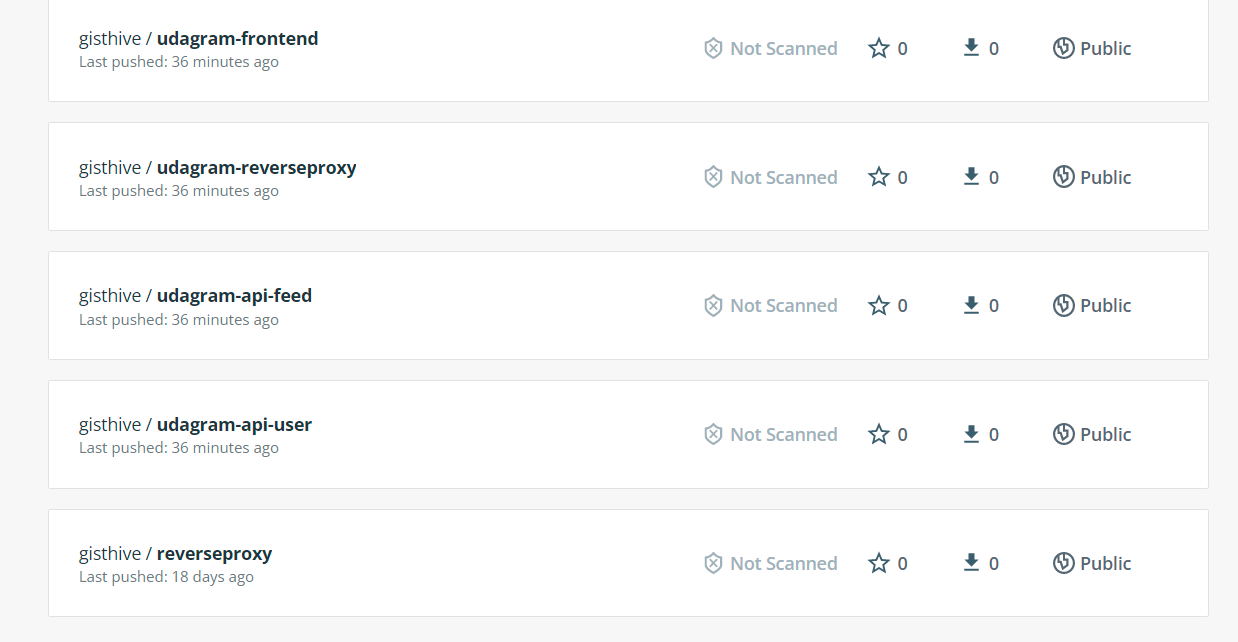 gisthive / udagram-frontend
Last pushed: 36 minutes ago
Not Scanned
0
0
Public
gisthive / udagram-reverseproxy
Last pushed: 36 minutes ago
Not Scanned
0
0
Public
gisthive / udagram-api-feed
Last pushed: 36 minutes ago
Not Scanned
0
0
Public
gisthive / udagram-api-user
Last pushed: 36 minutes ago
Not Scanned
0
0
Public
gisthive / reverseproxy
Last pushed: 18 days ago
Not Scanned
0
0
Public